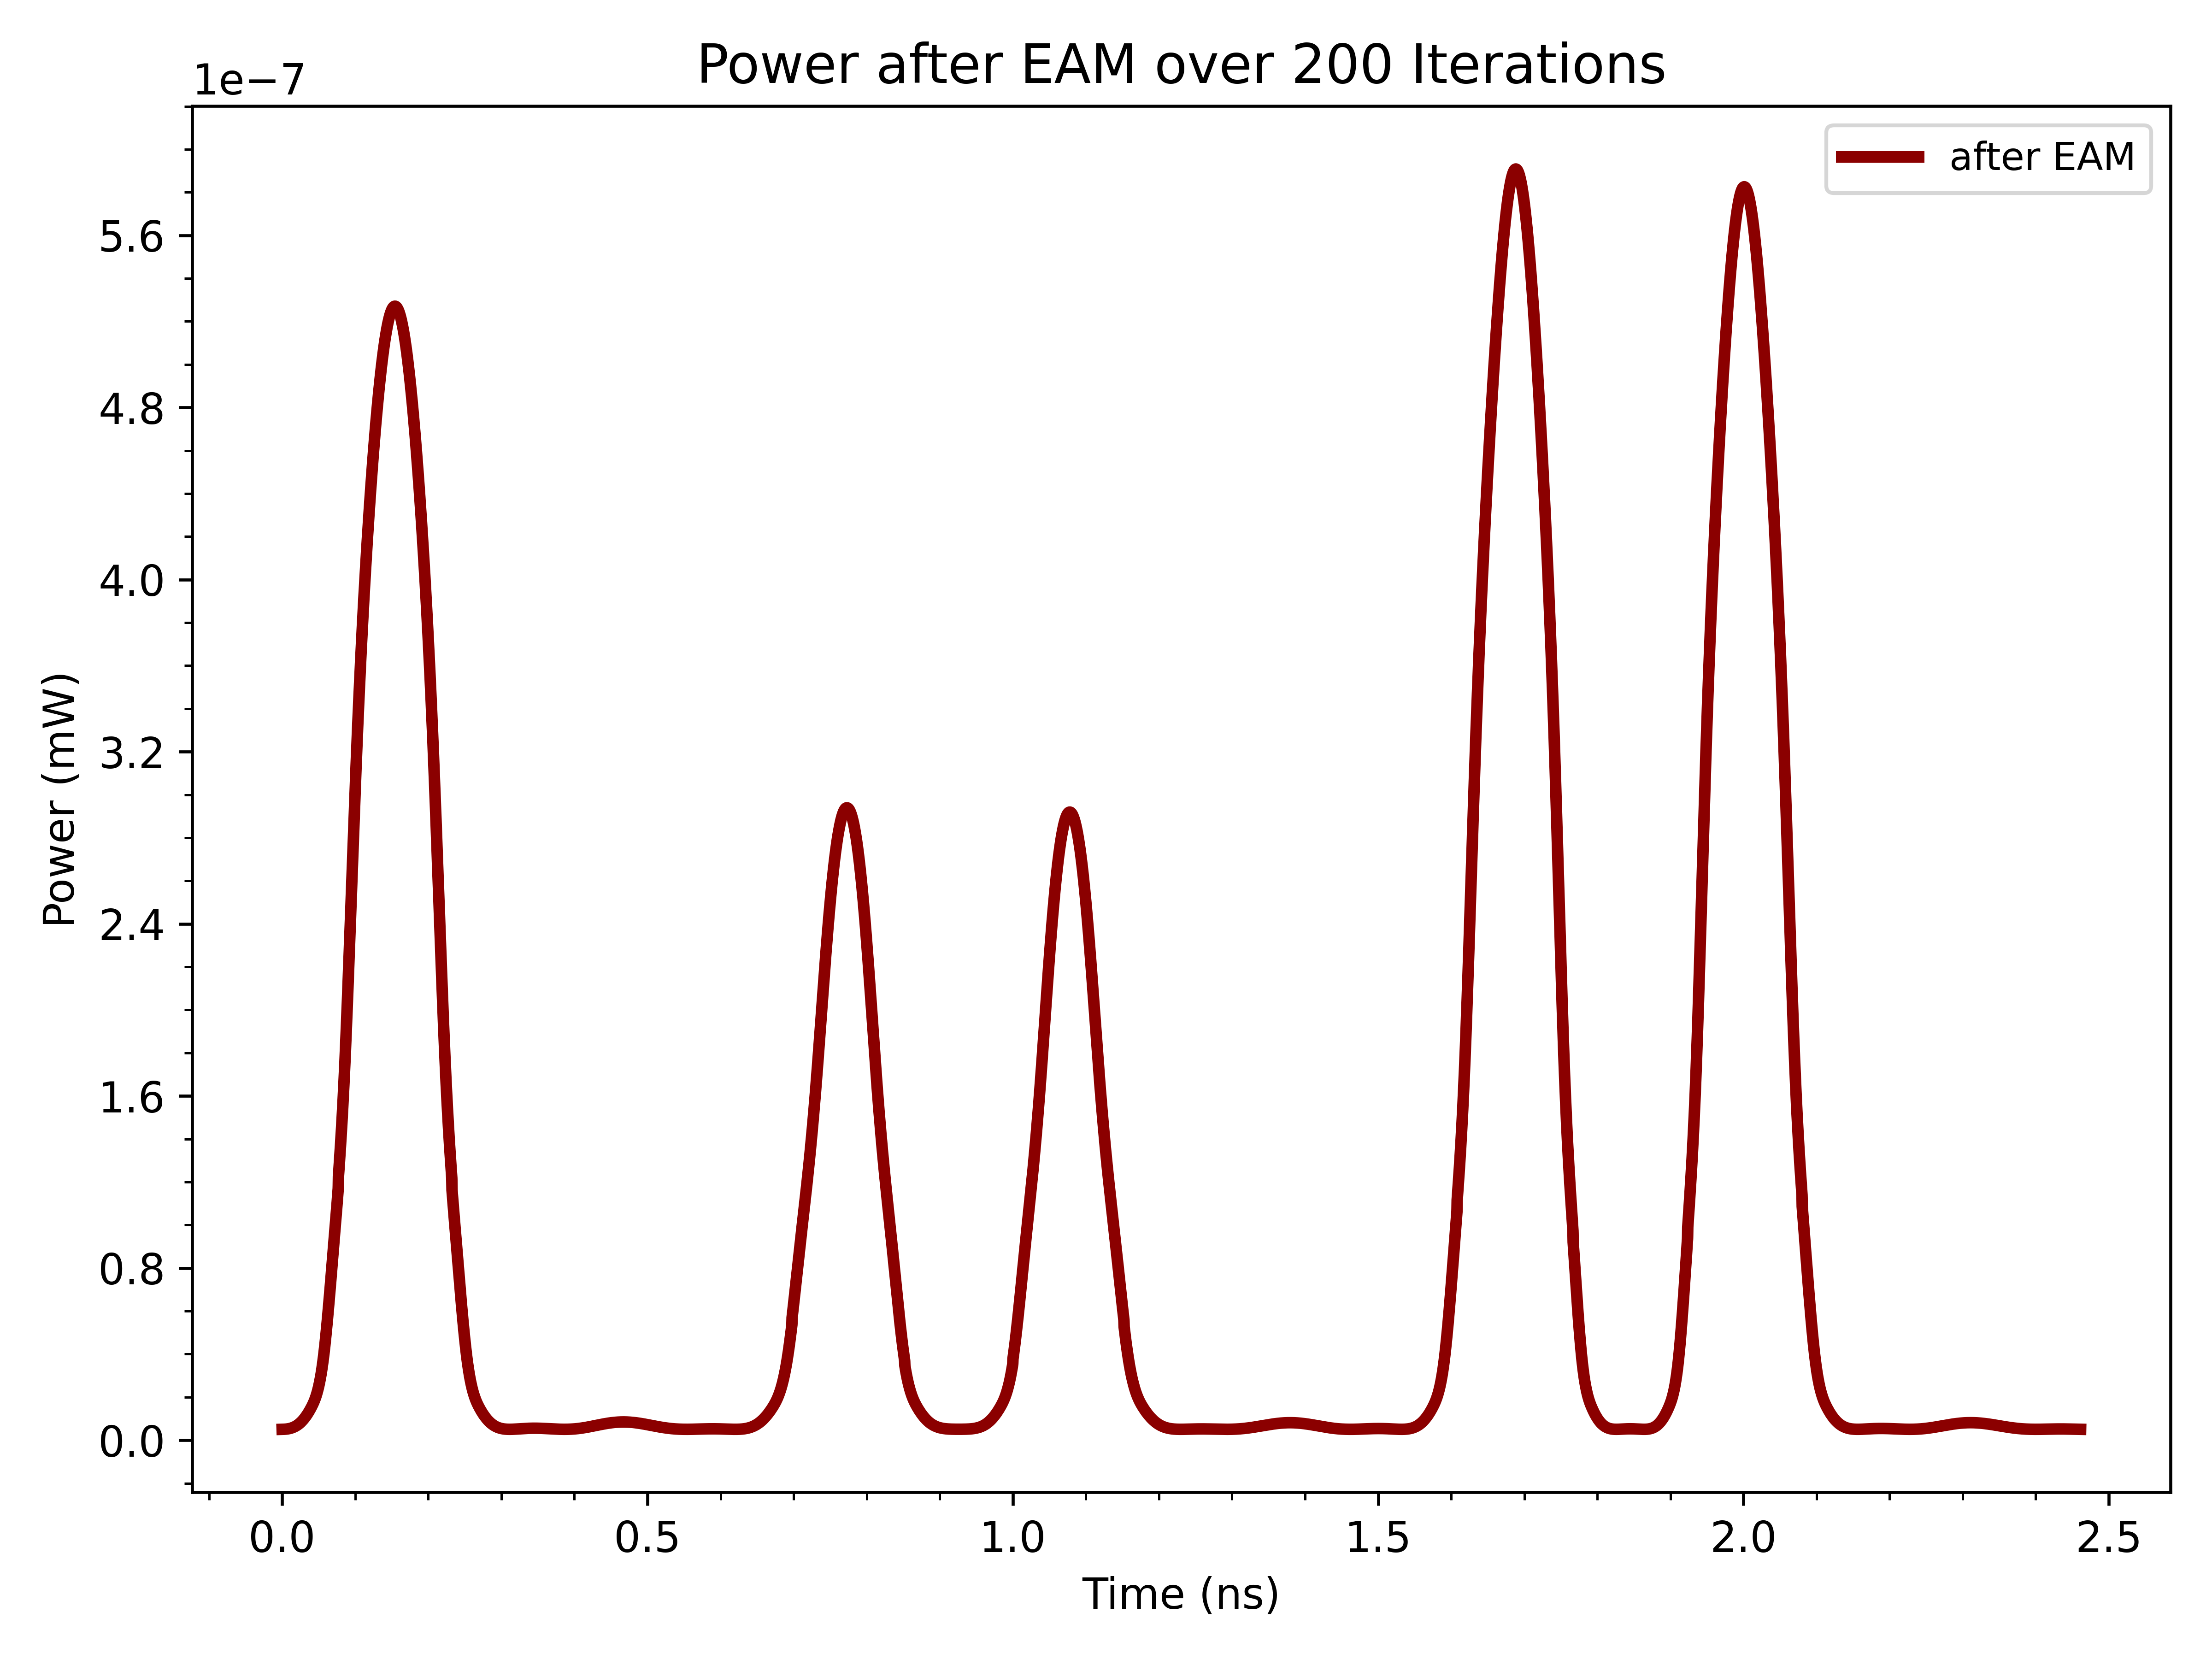 Power after EAM over 200 Iterations
1e−7
after EAM
5.6
4.8
4.0
3.2
2.4
1.6
0.8
0.0
Power (mW)
0.0 0.5 1.0 1.5 2.0 2.5
Time (ns)